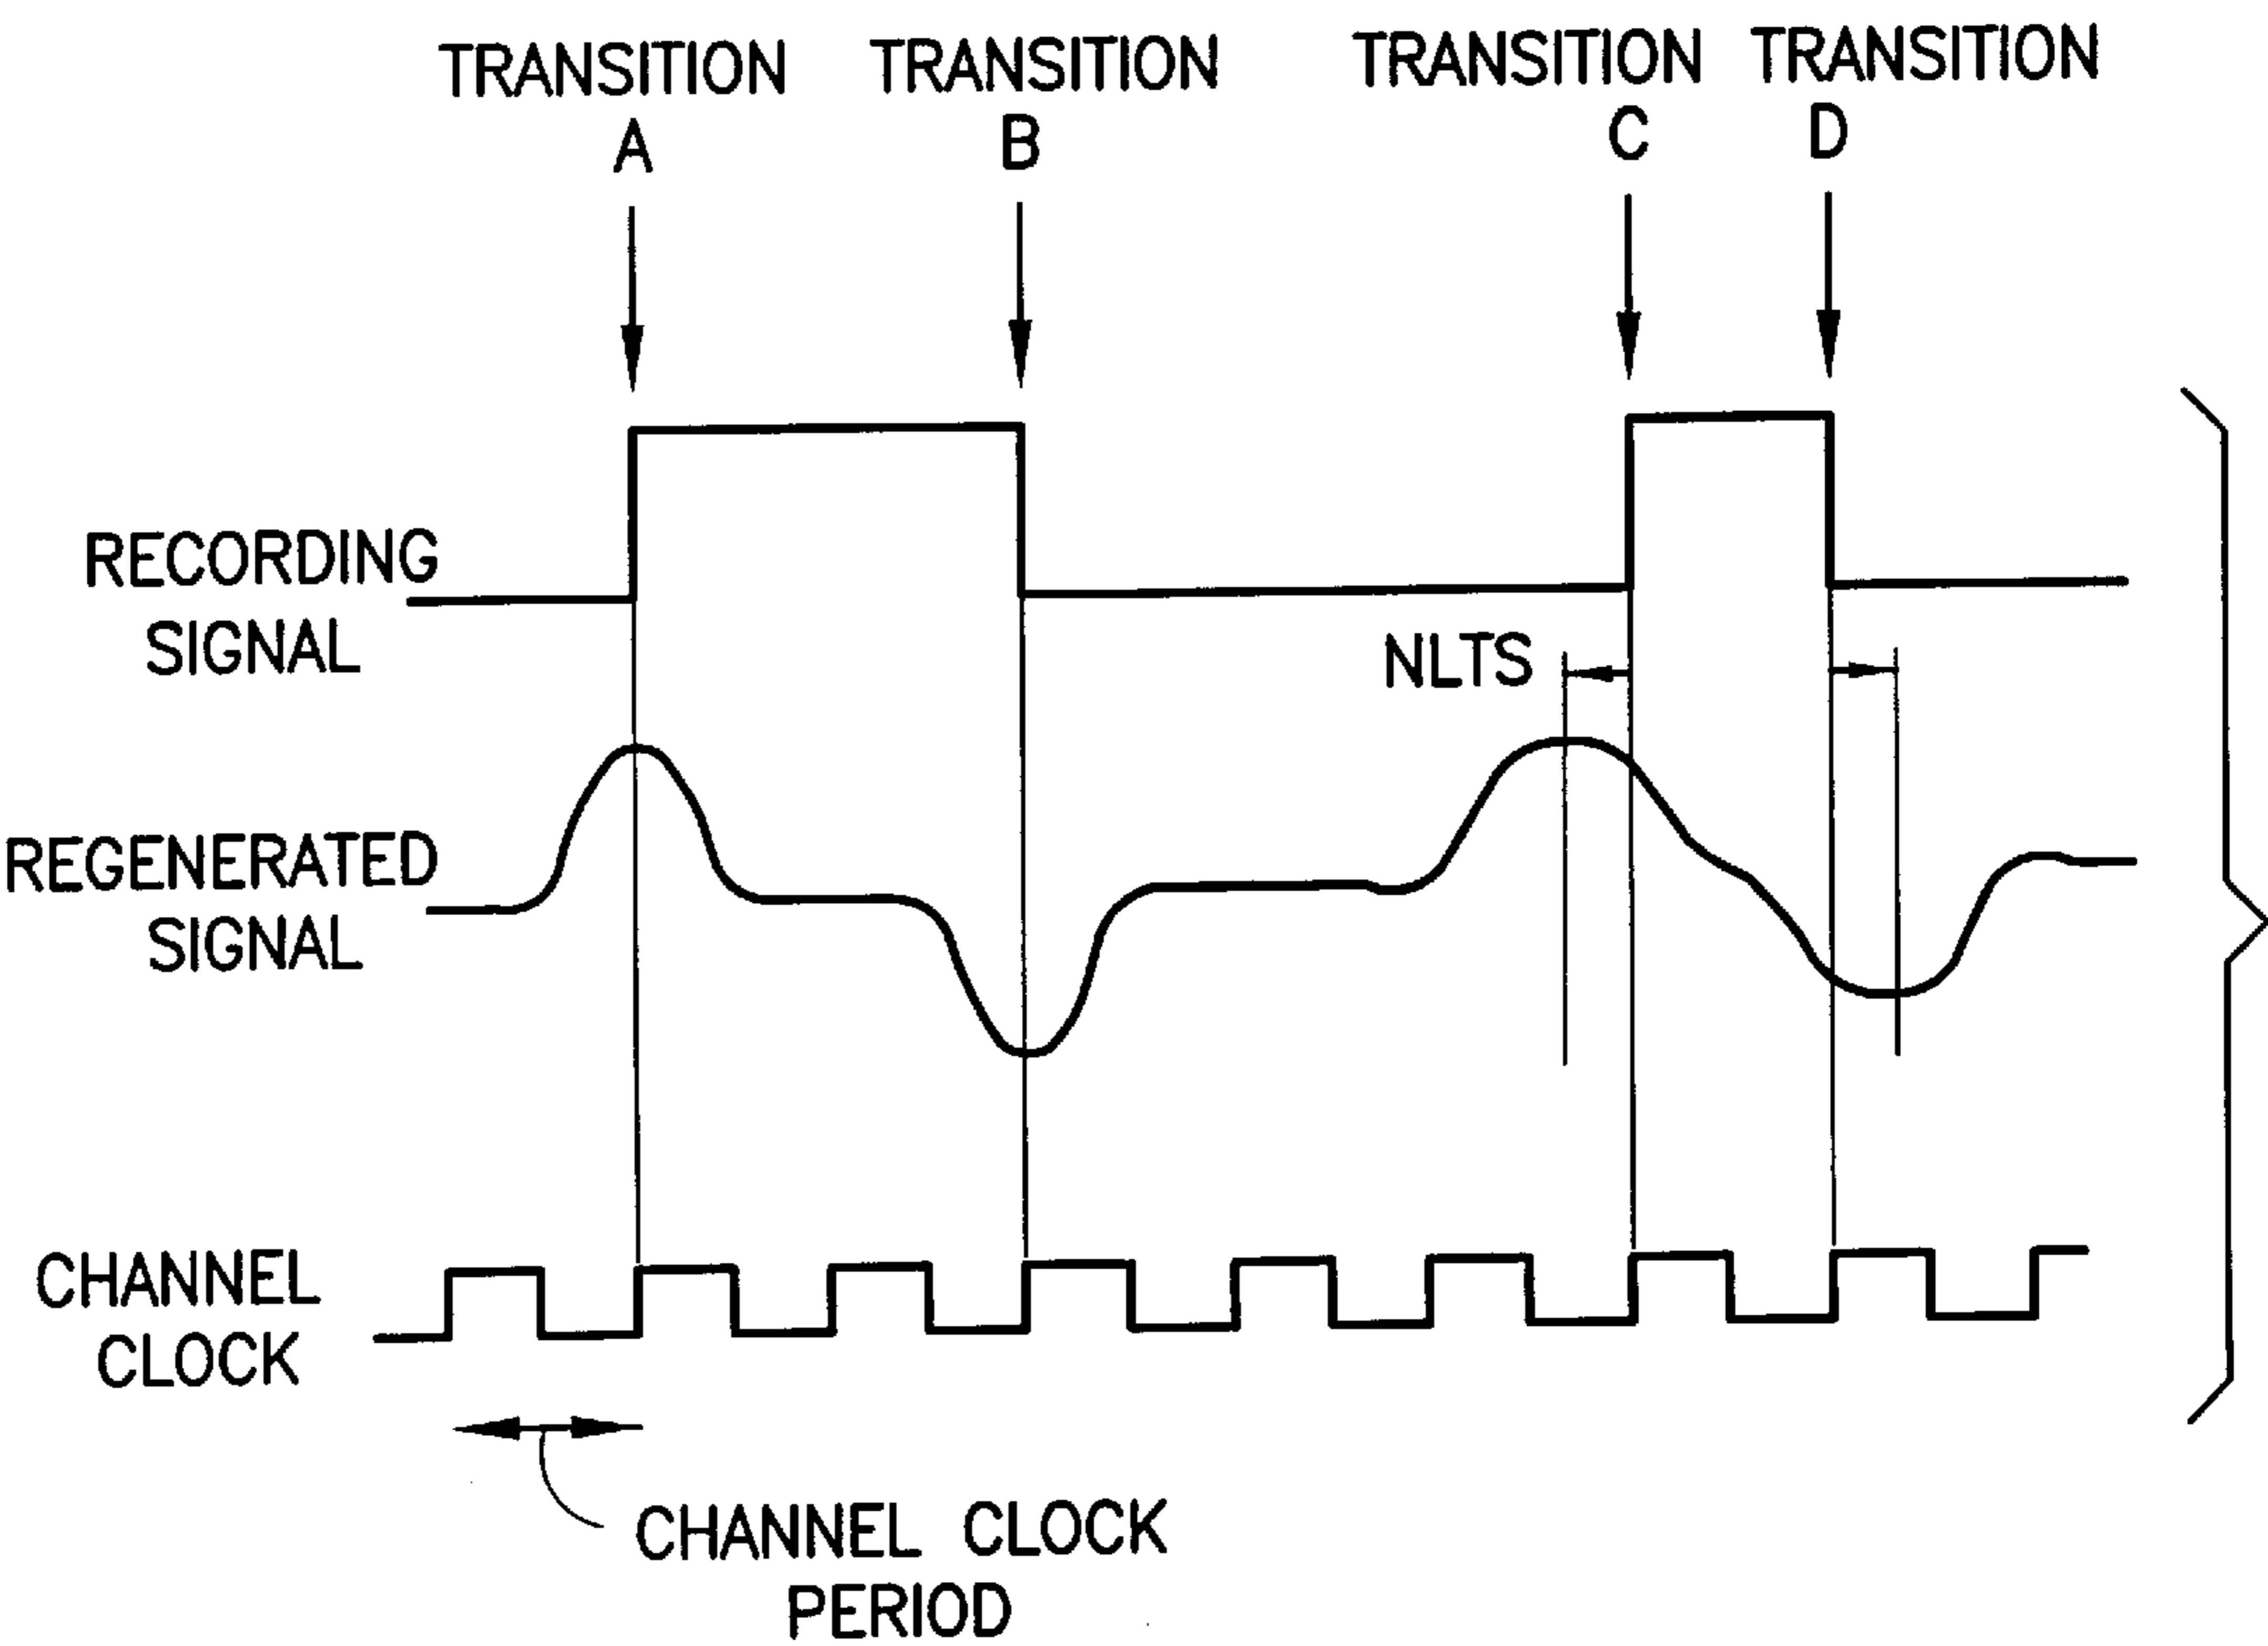 TRANSITION TRANSITION TRANSITION TRANSITION
A B C D
RECORDING
SIGNAL
NLTS
REGENERATED
SIGNAL
CHANNEL
CLOCK
CHANNEL CLOCK
PERIOD